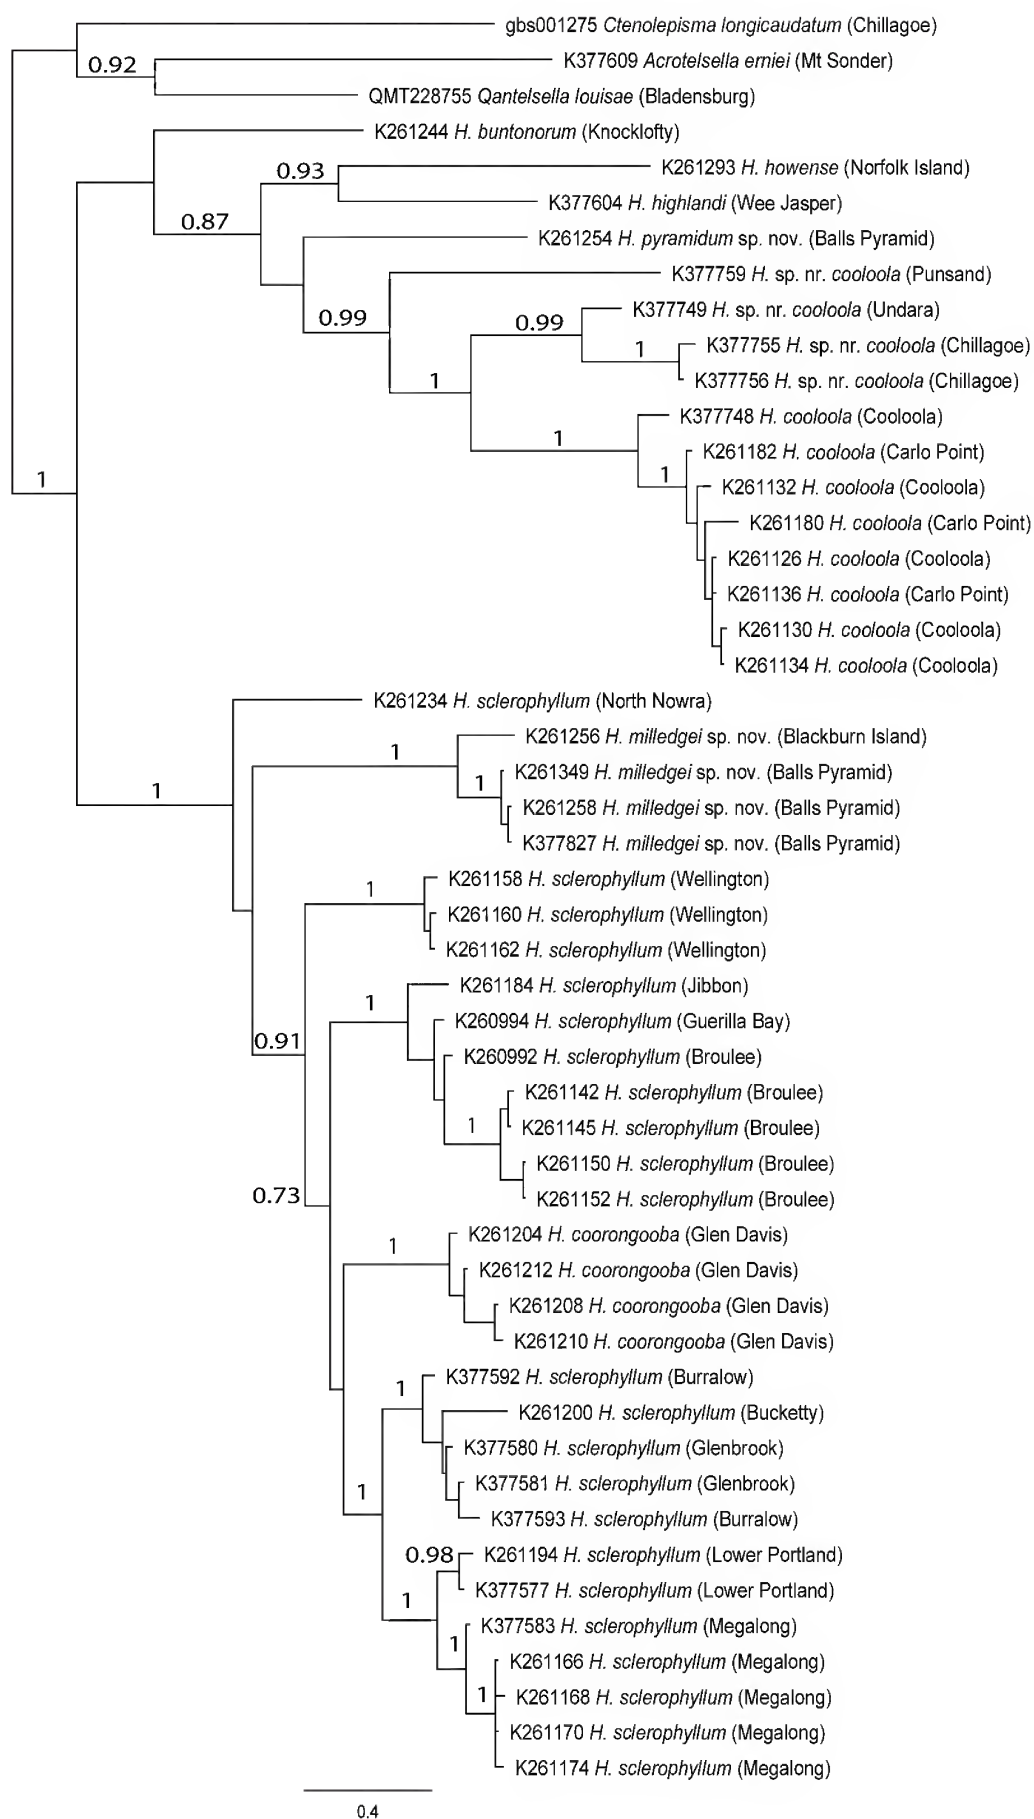 gbs001275 Ctenolepisma longicaudatum (Chillagoe)
0.92
K377609 Acrotelsella erniei (Mt Sonder)
QMT228755 Qantelsella louisae (Bladensburg)
K261244 H. buntonorum (Knocklofty)
0.93
K261293 H. howense (Norfolk Island)
K377604 H. highlandi (Wee Jasper)
0.87
K261254 H. pyramidum sp. nov. (Balls Pyramid)
K377759 H. sp. nr. cooloola (Punsand)
0.99
0.99
K377749 H. sp. nr. cooloola (Undara)
1
K377755 H. sp. nr. cooloola (Chillagoe)
1
K377756 H. sp. nr. cooloola (Chillagoe)
K377748 H. cooloola (Cooloola)
1
K261182 H. cooloola (Carlo Point)
1
1
K261132 H. cooloola (Cooloola)
K261180 H. cooloola (Carlo Point)
K261126 H. cooloola (Cooloola)
K261136 H. cooloola (Carlo Point)
K261130 H. cooloola (Cooloola)
K261134 H. cooloola (Cooloola)
K261234 H. sclerophyllum (North Nowra)
K261256 H. milledgei sp. nov. (Blackburn Island)
1
K261349 H. milledgei sp. nov. (Balls Pyramid)
1
1
K261258 H. milledgei sp. nov. (Balls Pyramid)
K377827 H. milledgei sp. nov. (Balls Pyramid)
K261158 H. sclerophyllum (Wellington)
1
K261160 H. sclerophyllum (Wellington)
K261162 H. sclerophyllum (Wellington)
K261184 H. sclerophyllum (Jibbon)
1
K260994 H. sclerophyllum (Guerilla Bay)
0.91
K260992 H. sclerophyllum (Broulee)
K261142 H. sclerophyllum (Broulee)
1
K261145 H. sclerophyllum (Broulee)
K261150 H. sclerophyllum (Broulee)
0.73
K261152 H. sclerophyllum (Broulee)
K261204 H. coorongooba (Glen Davis)
1
K261212 H. coorongooba (Glen Davis)
K261208 H. coorongooba (Glen Davis)
K261210 H. coorongooba (Glen Davis)
K377592 H. sclerophyllum (Burralow)
1
K261200 H. sclerophyllum (Bucketty)
K377580 H. sclerophyllum (Glenbrook)
K377581 H. sclerophyllum (Glenbrook)
1
K377593 H. sclerophyllum (Burralow)
0.98
K261194 H. sclerophyllum (Lower Portland)
K377577 H. sclerophyllum (Lower Portland)
1
K377583 H. sclerophyllum (Megalong)
1
K261166 H. sclerophyllum (Megalong)
1
K261168 H. sclerophyllum (Megalong)
K261170 H. sclerophyllum (Megalong)
K261174 H. sclerophyllum (Megalong)
0.4